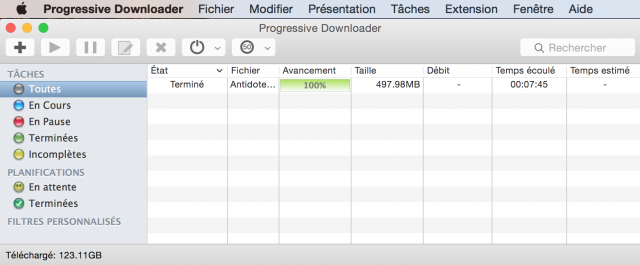 Progressive Downloader Fichier Modifier Présentation Tâches Extension Fenêtre Aide
Progressive Downloader
50
Rechercher
TÂCHES
Toutes
En Cours
En Pause
Terminées
Incomplètes
PLANIFICATIONS
En attente
Terminées
FILTRES PERSONNALISÉS
État Fichier Avancement Taille Débit Temps écoulé Temps estimé
Terminé Antidote... 100% 497.98MB - 00:07:45 -
Téléchargé: 123.11GB